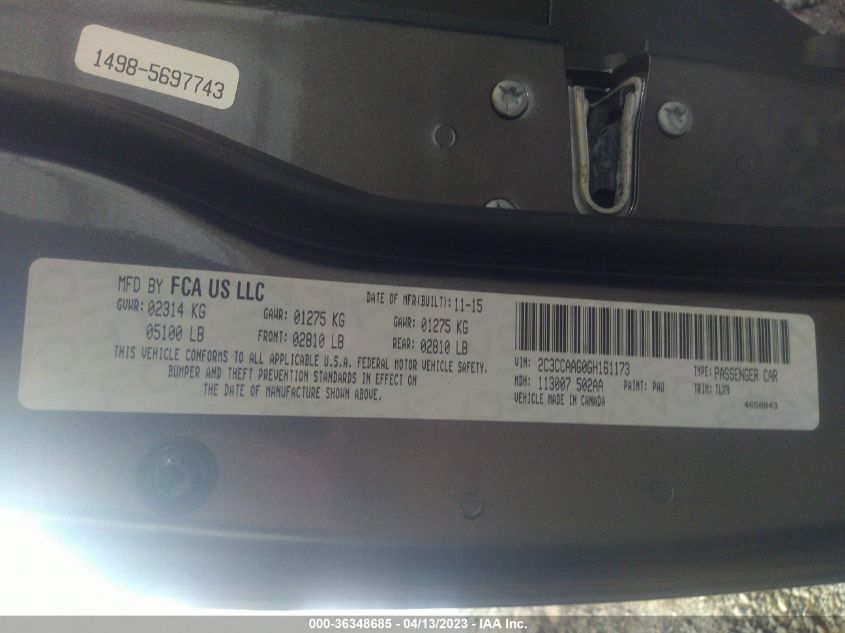 1498-5697743
MFD BY FCA US LLC
DATE OF MFR(BUILT): 11-15
GVWR: 02314 KG GAWR: 01275 KG GAWR: 01275 KG
05100 LB FRONT: 02810 LB REAR: 02810 LB
THIS VEHICLE CONFORMS TO ALL APPLICABLE U.S.A. FEDERAL MOTOR VEHICLE SAFETY,
BUMPER AND THEFT PREVENTION STANDARDS IN EFFECT ON
THE DATE OF MANUFACTURE SHOWN ABOVE.
VIN: 2C3CCAAG0GH161173 TYPE: PASSENGER CAR
MDH: 113007 502AA PAINT: PAU TRIM: TLX9
VEHICLE MADE IN CANADA 4658843
000-36348685 - 04/13/2023 - IAA Inc.